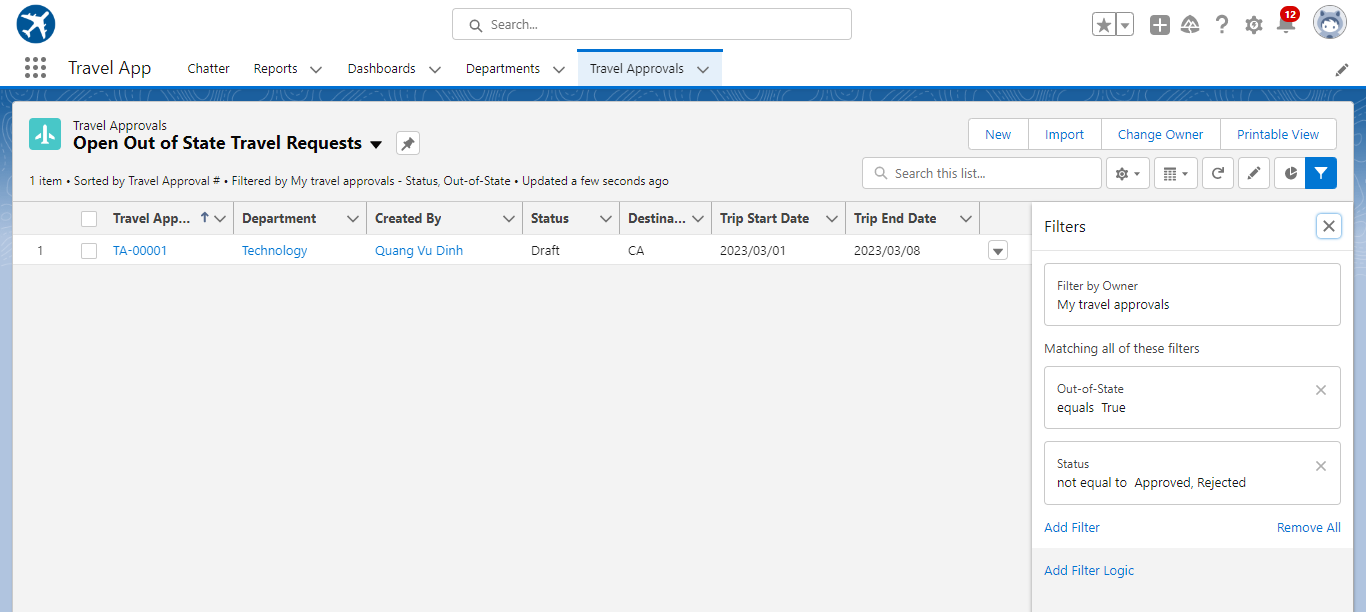 Search...
12
Travel App Chatter Reports Dashboards Departments Travel Approvals
Travel Approvals
Open Out of State Travel Requests
New Import Change Owner Printable View
1 item • Sorted by Travel Approval # • Filtered by My travel approvals - Status, Out-of-State • Updated a few seconds ago
Search this list...
Travel App... Department Created By Status Destina... Trip Start Date Trip End Date
1 TA-00001 Technology Quang Vu Dinh Draft CA 2023/03/01 2023/03/08
Filters
Filter by Owner
My travel approvals
Matching all of these filters
Out-of-State
equals True
Status
not equal to Approved, Rejected
Add Filter Remove All
Add Filter Logic